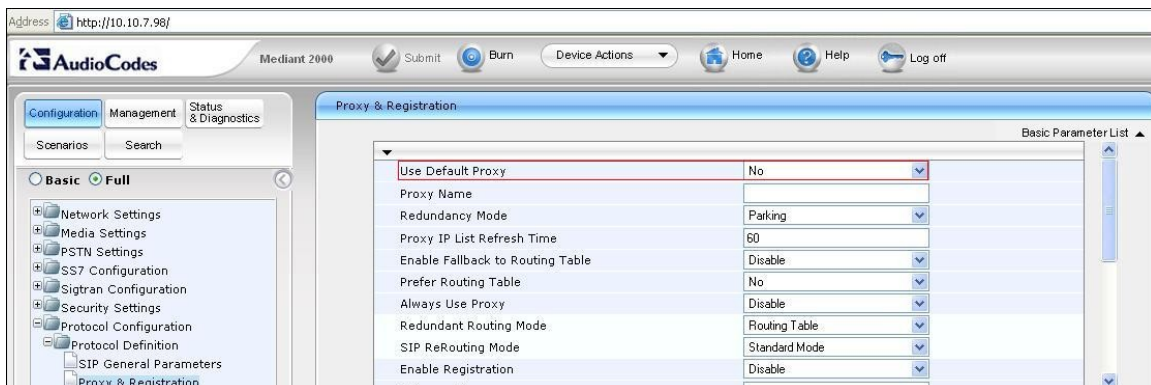 Address http://10.10.7.98/
AudioCodes Mediant 2000 Submit Burn Device Actions Home Help Log off
Configuration Management Status & Diagnostics
Scenarios Search
Basic Full
Network Settings
Media Settings
PSTN Settings
SS7 Configuration
Sigtran Configuration
Security Settings
Protocol Configuration
Protocol Definition
SIP General Parameters
Proxy & Registration
Proxy & Registration
Basic Parameter List
Use Default Proxy No
Proxy Name
Redundancy Mode Parking
Proxy IP List Refresh Time 60
Enable Fallback to Routing Table Disable
Prefer Routing Table No
Always Use Proxy Disable
Redundant Routing Mode Routing Table
SIP ReRouting Mode Standard Mode
Enable Registration Disable